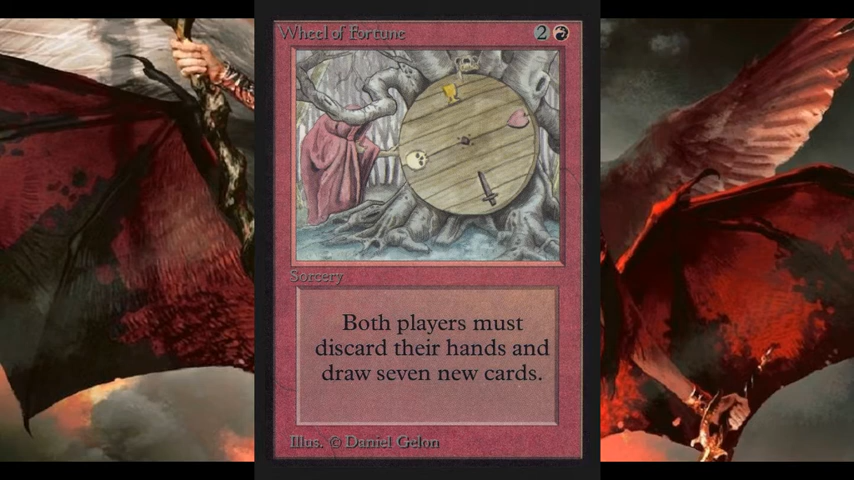 Wheel of Fortune 2
Sorcery
Both players must
discard their hands and
draw seven new cards.
Illus. © Daniel Gelon